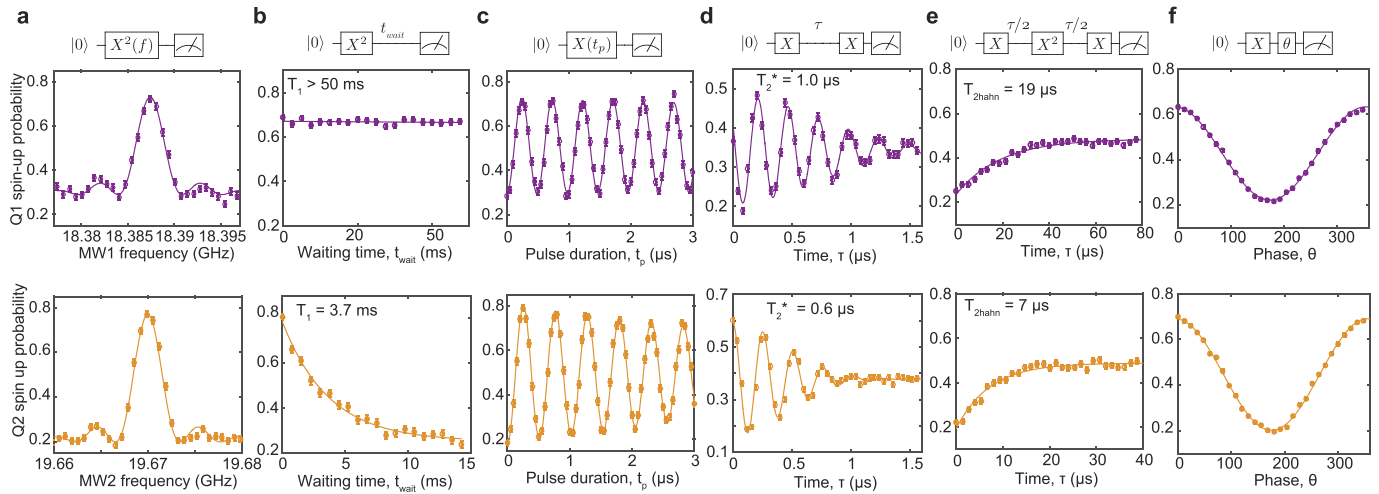 a b c d e f
|0⟩ X²(f)
|0⟩ X² t_wait
|0⟩ X(t_p)
|0⟩ X τ X
|0⟩ X τ/2 X² τ/2 X
|0⟩ X θ
Q1 spin-up probability
0.8
0.6
0.4
0.2
18.38 18.385 18.39 18.395
MW1 frequency (GHz)
T₁ > 50 ms
0.8
0.6
0.4
0.2
0 50
Waiting time, t_wait (ms)
0.8
0.6
0.4
0.2
0 1 2 3
Pulse duration, t_p (µs)
T₂* = 1.0 µs
0.5
0.3
0.1
0 0.5 1 1.5
Time, τ (µs)
T_2hahn = 19 µs
0.8
0.6
0.4
0.2
0 20 40 60 80
Time, τ (µs)
0.8
0.6
0.4
0.2
0 100 200 300
Phase, θ
Q2 spin up probability
0.8
0.6
0.4
0.2
19.66 19.67 19.68
MW2 frequency (GHz)
T₁ = 3.7 ms
0.8
0.6
0.4
0.2
0 5 10 15
Waiting time, t_wait (ms)
0.8
0.6
0.4
0.2
0 1 2 3
Pulse duration, t_p (µs)
T₂* = 0.6 µs
0.7
0.5
0.3
0.1
0 0.5 1 1.5
Time, τ (µs)
T_2hahn = 7 µs
0.8
0.6
0.4
0.2
0 10 20 30 40
Time, τ (µs)
0.8
0.6
0.4
0.2
0 100 200 300
Phase, θ